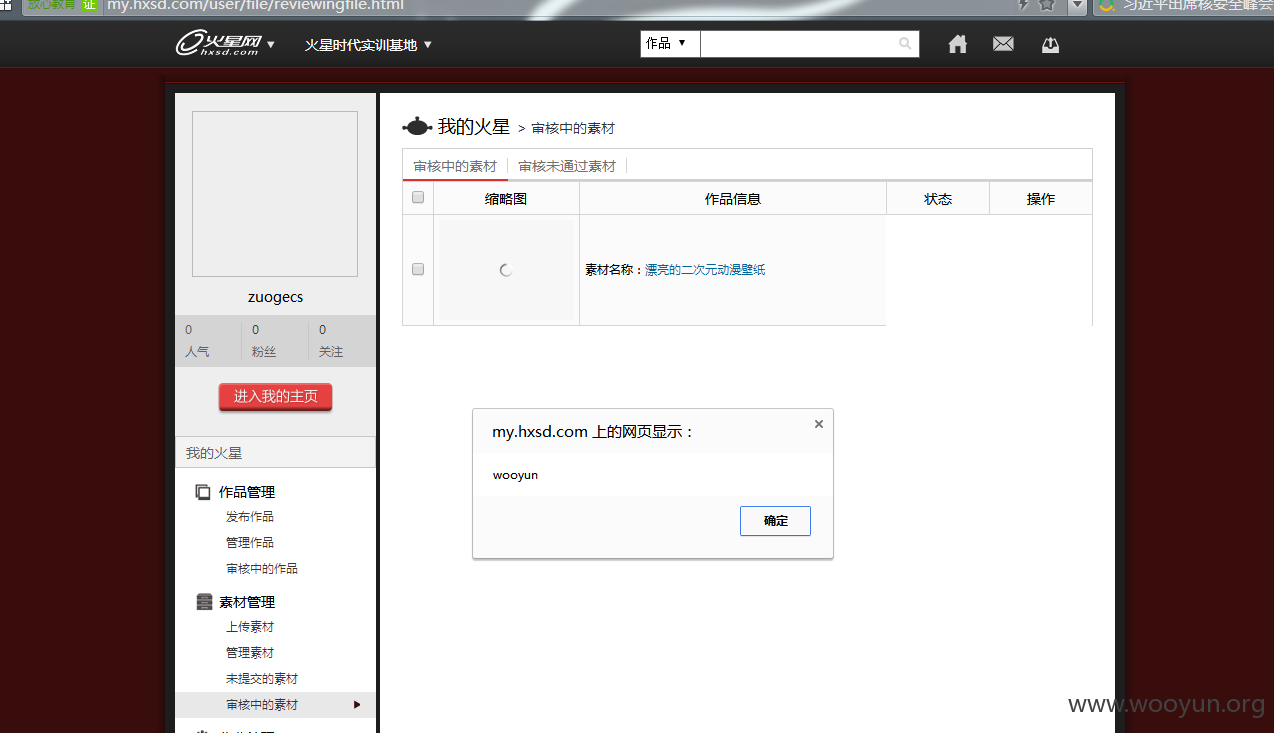 放心教育 证 my.hxsd.com/user/file/reviewingfile.html 习近平出席核安全峰会
火星网 hxsd.com 火星时代实训基地 作品
我的火星 > 审核中的素材
审核中的素材 审核未通过素材
缩略图 作品信息 状态 操作
素材名称：漂亮的二次元动漫壁纸
zuogecs
0 0 0
人气 粉丝 关注
进入我的主页
my.hxsd.com 上的网页显示：
wooyun
确定
我的火星
作品管理
发布作品
管理作品
审核中的作品
素材管理
上传素材
管理素材
未提交的素材
审核中的素材
www.wooyun.org